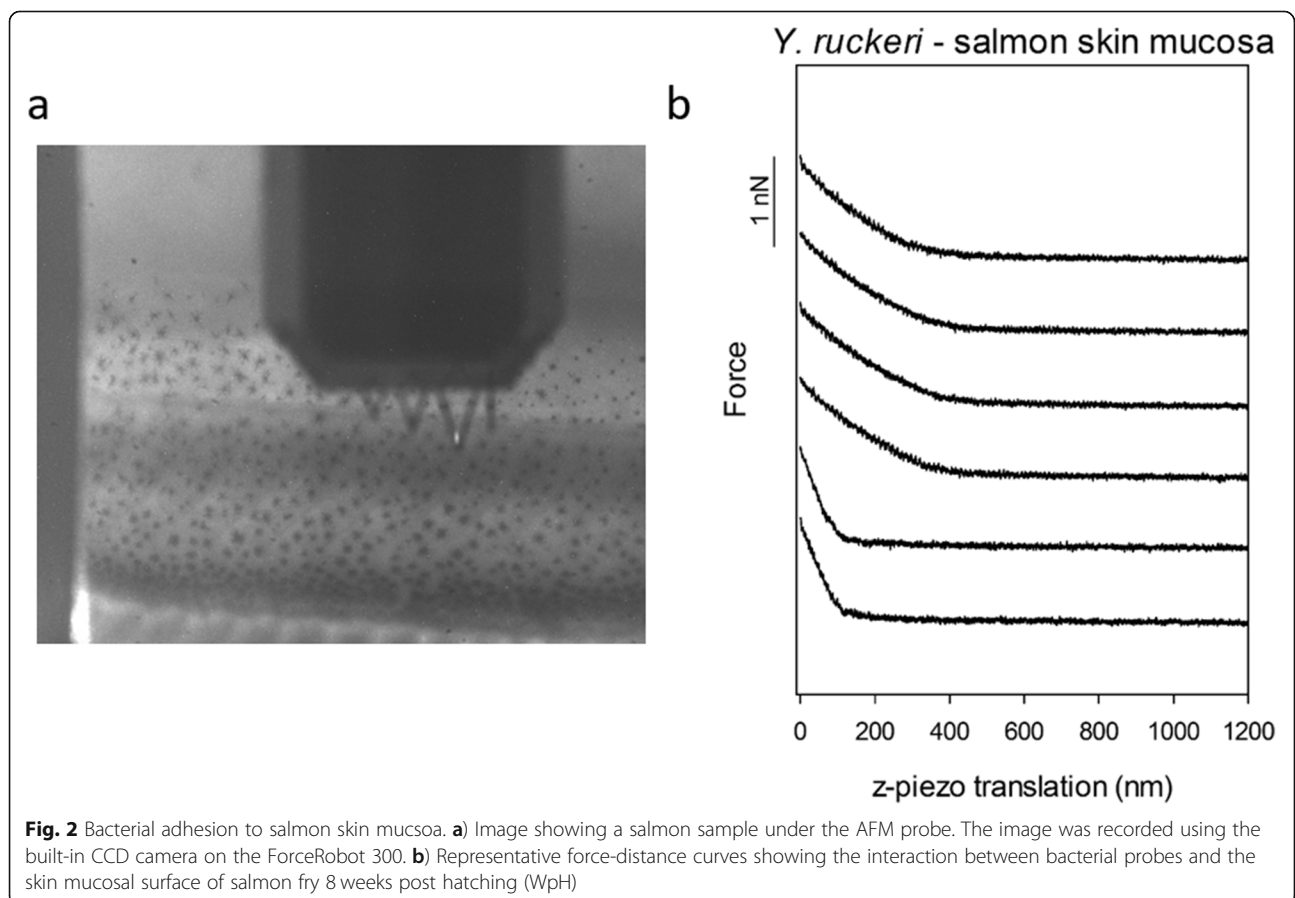 Y. ruckeri - salmon skin mucosa
a
b
1 nN
Force
0 200 400 600 800 1000 1200
z-piezo translation (nm)
Fig. 2 Bacterial adhesion to salmon skin mucsoa. a) Image showing a salmon sample under the AFM probe. The image was recorded using the
built-in CCD camera on the ForceRobot 300. b) Representative force-distance curves showing the interaction between bacterial probes and the
skin mucosal surface of salmon fry 8 weeks post hatching (WpH)